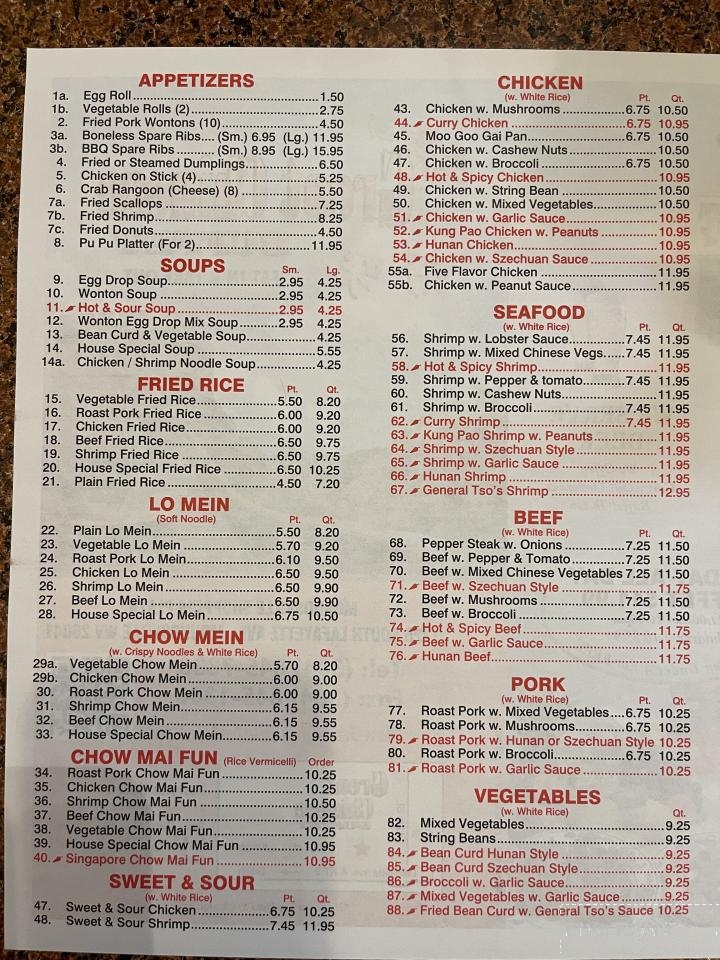 APPETIZERS
1a. Egg Roll 1.50
1b. Vegetable Rolls (2) 2.75
2. Fried Pork Wontons (10) 4.50
3a. Boneless Spare Ribs.... (Sm.) 6.95 (Lg.) 11.95
3b. BBQ Spare Ribs ......... (Sm.) 8.95 (Lg.) 15.95
4. Fried or Steamed Dumplings 6.50
5. Chicken on Stick (4) 5.25
6. Crab Rangoon (Cheese) (8) 5.50
7a. Fried Scallops 7.25
7b. Fried Shrimp 8.25
7c. Fried Donuts 4.50
8. Pu Pu Platter (For 2) 11.95
SOUPS Sm. Lg.
9. Egg Drop Soup 2.95 4.25
10. Wonton Soup 2.95 4.25
11. Hot & Sour Soup 2.95 4.25
12. Wonton Egg Drop Mix Soup 2.95 4.25
13. Bean Curd & Vegetable Soup 4.25
14. House Special Soup 5.55
14a. Chicken / Shrimp Noodle Soup 4.25
FRIED RICE Pt. Qt.
15. Vegetable Fried Rice 5.50 8.20
16. Roast Pork Fried Rice 6.00 9.20
17. Chicken Fried Rice 6.00 9.20
18. Beef Fried Rice 6.50 9.75
19. Shrimp Fried Rice 6.50 9.75
20. House Special Fried Rice 6.50 10.25
21. Plain Fried Rice 4.50 7.20
LO MEIN
(Soft Noodle) Pt. Qt.
22. Plain Lo Mein 5.50 8.20
23. Vegetable Lo Mein 5.70 9.20
24. Roast Pork Lo Mein 6.10 9.50
25. Chicken Lo Mein 6.50 9.50
26. Shrimp Lo Mein 6.50 9.90
27. Beef Lo Mein 6.50 9.90
28. House Special Lo Mein 6.75 10.50
CHOW MEIN
(w. Crispy Noodles & White Rice) Pt. Qt.
29a. Vegetable Chow Mein 5.70 8.20
29b. Chicken Chow Mein 6.00 9.00
30. Roast Pork Chow Mein 6.00 9.00
31. Shrimp Chow Mein 6.15 9.55
32. Beef Chow Mein 6.15 9.55
33. House Special Chow Mein 6.15 9.55
CHOW MAI FUN (Rice Vermicelli) Order
34. Roast Pork Chow Mai Fun 10.25
35. Chicken Chow Mai Fun 10.25
36. Shrimp Chow Mai Fun 10.50
37. Beef Chow Mai Fun 10.25
38. Vegetable Chow Mai Fun 10.25
39. House Special Chow Mai Fun 10.95
40. Singapore Chow Mai Fun 10.95
SWEET & SOUR
(w. White Rice) Pt. Qt.
47. Sweet & Sour Chicken 6.75 10.25
48. Sweet & Sour Shrimp 7.45 11.95
CHICKEN
(w. White Rice) Pt. Qt.
43. Chicken w. Mushrooms 6.75 10.50
44. Curry Chicken 6.75 10.95
45. Moo Goo Gai Pan 6.75 10.50
46. Chicken w. Cashew Nuts 10.50
47. Chicken w. Broccoli 6.75 10.50
48. Hot & Spicy Chicken 10.95
49. Chicken w. String Bean 10.50
50. Chicken w. Mixed Vegetables 10.50
51. Chicken w. Garlic Sauce 10.95
52. Kung Pao Chicken w. Peanuts 10.95
53. Hunan Chicken 10.95
54. Chicken w. Szechuan Sauce 10.95
55a. Five Flavor Chicken 11.95
55b. Chicken w. Peanut Sauce 11.95
SEAFOOD
(w. White Rice) Pt. Qt.
56. Shrimp w. Lobster Sauce 7.45 11.95
57. Shrimp w. Mixed Chinese Vegs 7.45 11.95
58. Hot & Spicy Shrimp 11.95
59. Shrimp w. Pepper & tomato 7.45 11.95
60. Shrimp w. Cashew Nuts 11.95
61. Shrimp w. Broccoli 7.45 11.95
62. Curry Shrimp 7.45 11.95
63. Kung Pao Shrimp w. Peanuts 11.95
64. Shrimp w. Szechuan Style 11.95
65. Shrimp w. Garlic Sauce 11.95
66. Hunan Shrimp 11.95
67. General Tso's Shrimp 12.95
BEEF
(w. White Rice) Pt. Qt.
68. Pepper Steak w. Onions 7.25 11.50
69. Beef w. Pepper & Tomato 7.25 11.50
70. Beef w. Mixed Chinese Vegetables 7.25 11.50
71. Beef w. Szechuan Style 11.75
72. Beef w. Mushrooms 7.25 11.50
73. Beef w. Broccoli 7.25 11.50
74. Hot & Spicy Beef 11.75
75. Beef w. Garlic Sauce 11.75
76. Hunan Beef 11.75
PORK
(w. White Rice) Pt. Qt.
77. Roast Pork w. Mixed Vegetables 6.75 10.25
78. Roast Pork w. Mushrooms 6.75 10.25
79. Roast Pork w. Hunan or Szechuan Style 10.25
80. Roast Pork w. Broccoli 6.75 10.25
81. Roast Pork w. Garlic Sauce 10.25
VEGETABLES
(w. White Rice) Qt.
82. Mixed Vegetables 9.25
83. String Beans 9.25
84. Bean Curd Hunan Style 9.25
85. Bean Curd Szechuan Style 9.25
86. Broccoli w. Garlic Sauce 9.25
87. Mixed Vegetables w. Garlic Sauce 9.25
88. Fried Bean Curd w. General Tso's Sauce 10.25